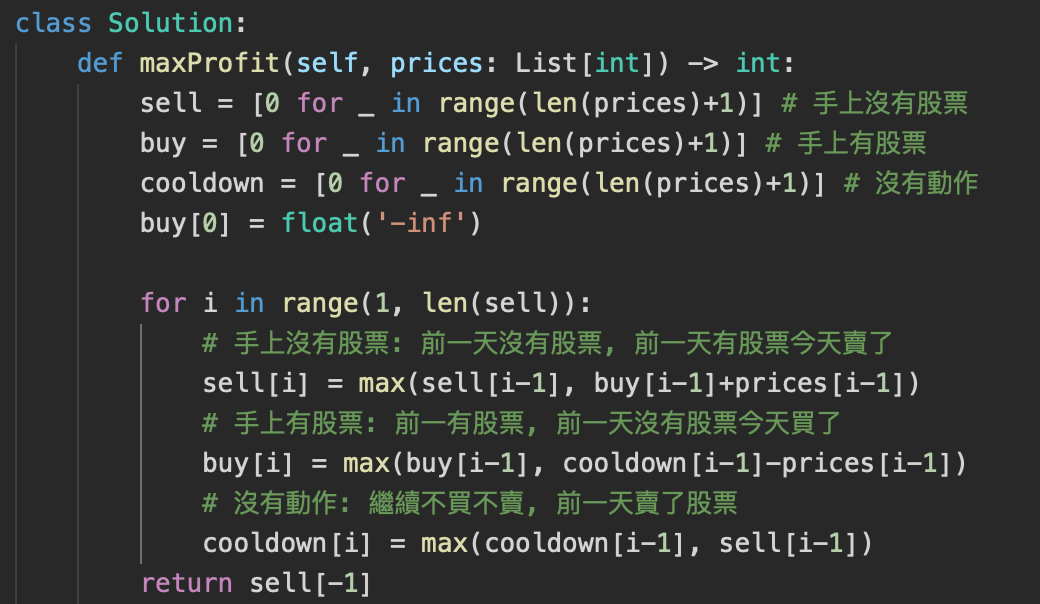 class Solution:
    def maxProfit(self, prices: List[int]) -> int:
        sell = [0 for _ in range(len(prices)+1)] # 手上沒有股票
        buy = [0 for _ in range(len(prices)+1)] # 手上有股票
        cooldown = [0 for _ in range(len(prices)+1)] # 沒有動作
        buy[0] = float('-inf')

        for i in range(1, len(sell)):
            # 手上沒有股票: 前一天沒有股票, 前一天有股票今天賣了
            sell[i] = max(sell[i-1], buy[i-1]+prices[i-1])
            # 手上有股票: 前一有股票, 前一天沒有股票今天買了
            buy[i] = max(buy[i-1], cooldown[i-1]-prices[i-1])
            # 沒有動作: 繼續不買不賣, 前一天賣了股票
            cooldown[i] = max(cooldown[i-1], sell[i-1])
        return sell[-1]